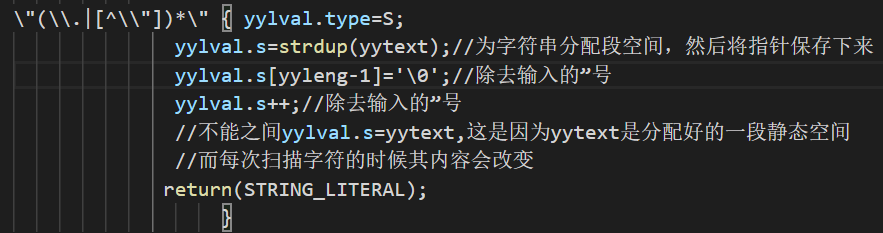 \"(\\.|[^\\"])*\" { yylval.type=S;
yylval.s=strdup(yytext);//为字符串分配段空间，然后将指针保存下来
yylval.s[yyleng-1]='\0';//除去输入的”号
yylval.s++;//除去输入的”号
//不能之间yylval.s=yytext,这是因为yytext是分配好的一段静态空间
//而每次扫描字符的时候其内容会改变
return(STRING_LITERAL);
}